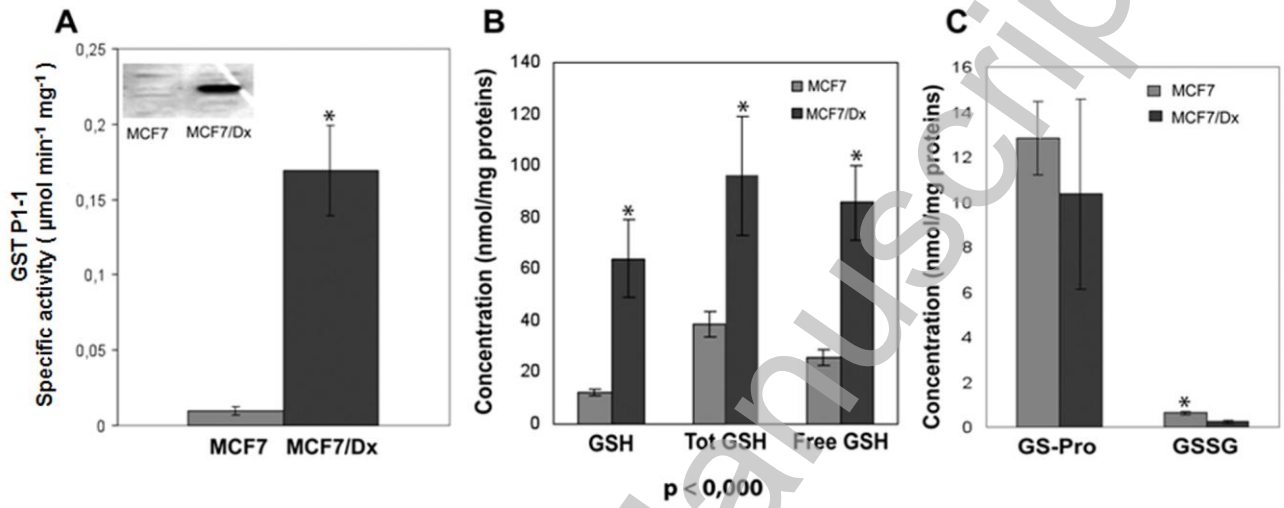 A
GST P1-1
Specific activity ( µmol min⁻¹ mg⁻¹ )
0,25
0,2
0,15
0,1
0,05
0
MCF7 MCF7/Dx
*
MCF7 MCF7/Dx
B
Concentration (nmol/mg proteins)
140
120
100
80
60
40
20
0
MCF7
MCF7/Dx
*
*
*
GSH Tot GSH Free GSH
p < 0,000
C
Concentration (nmol/mg proteins)
16
14
12
10
8
6
4
2
0
MCF7
MCF7/Dx
*
GS-Pro GSSG
anuscrip